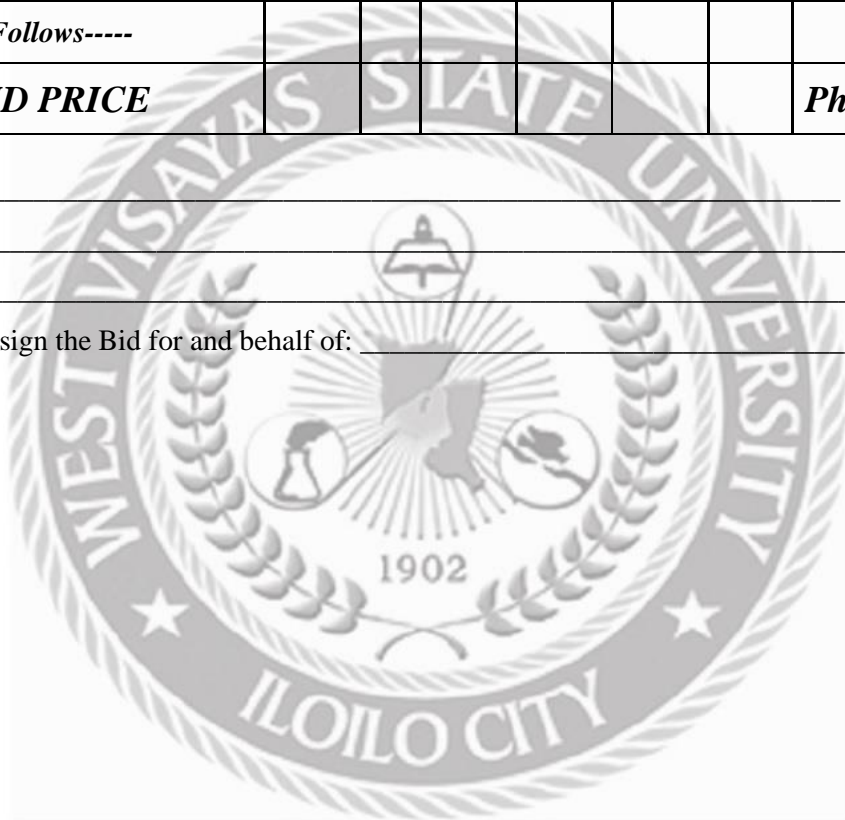 Follows-----
D PRICE Ph
sign the Bid for and behalf of:
WEST VISAYAS STATE UNIVERSITY
1902
ILOILO CITY